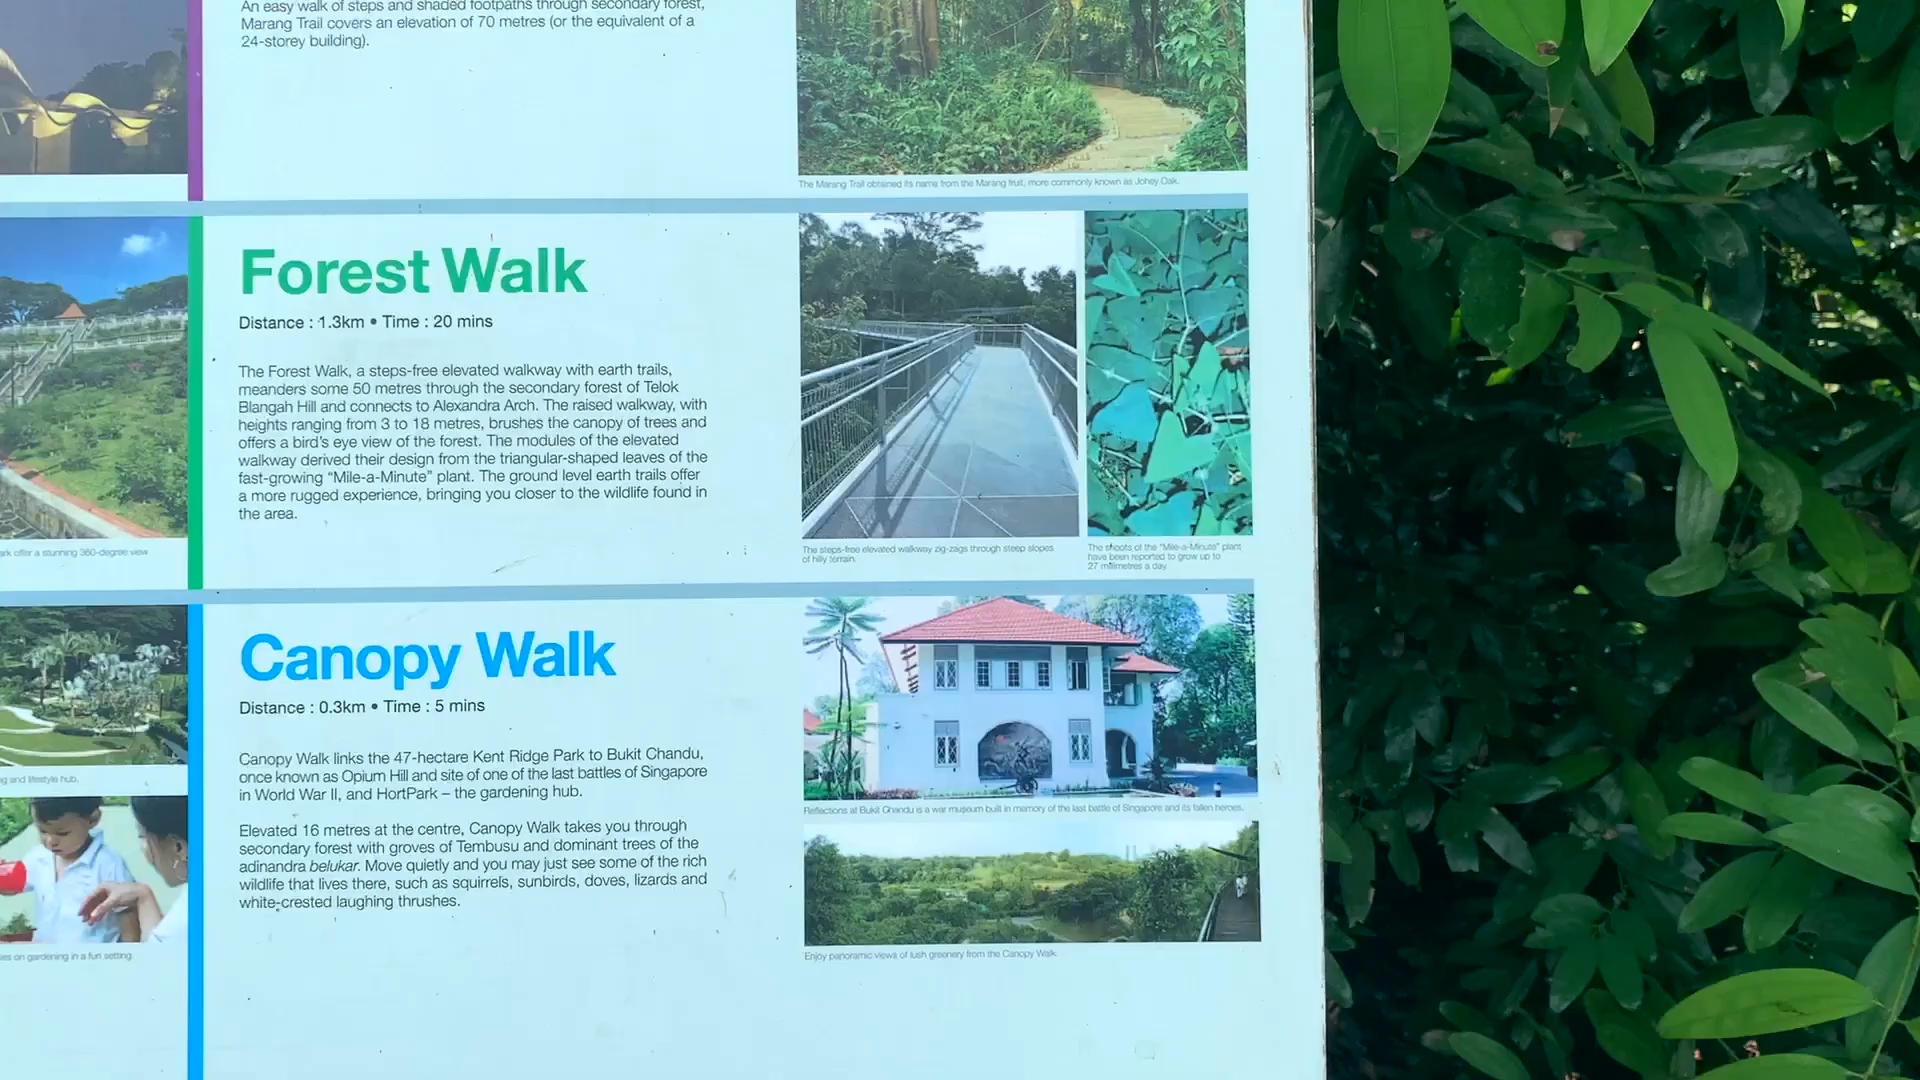 An easy walk of steps and shaded footpaths through secondary forest,
Marang Trail covers an elevation of 70 metres (or the equivalent of a
24-storey building).
The Marang Trail obtained its name from the Marang fruit, more commonly known as Johey Oak.
Forest Walk
Distance : 1.3km • Time : 20 mins
The Forest Walk, a steps-free elevated walkway with earth trails,
meanders some 50 metres through the secondary forest of Telok
Blangah Hill and connects to Alexandra Arch. The raised walkway, with
heights ranging from 3 to 18 metres, brushes the canopy of trees and
offers a bird's eye view of the forest. The modules of the elevated
walkway derived their design from the triangular-shaped leaves of the
fast-growing “Mile-a-Minute” plant. The ground level earth trails offer
a more rugged experience, bringing you closer to the wildlife found in
the area.
ark offer a stunning 360-degree view
The steps-free elevated walkway zig-zags through steep slopes
of hilly terrain.
The shoots of the “Mile-a-Minute” plant
have been reported to grow up to
27 millimetres a day
Canopy Walk
Distance : 0.3km • Time : 5 mins
Canopy Walk links the 47-hectare Kent Ridge Park to Bukit Chandu,
once known as Opium Hill and site of one of the last battles of Singapore
in World War II, and HortPark – the gardening hub.
Elevated 16 metres at the centre, Canopy Walk takes you through
secondary forest with groves of Tembusu and dominant trees of the
adinandra belukar. Move quietly and you may just see some of the rich
wildlife that lives there, such as squirrels, sunbirds, doves, lizards and
white-crested laughing thrushes.
g and lifestyle hub.
es on gardening in a fun setting.
Reflections at Bukit Chandu is a war museum built in memory of the last battle of Singapore and its fallen heroes.
Enjoy panoramic views of lush greenery from the Canopy Walk.